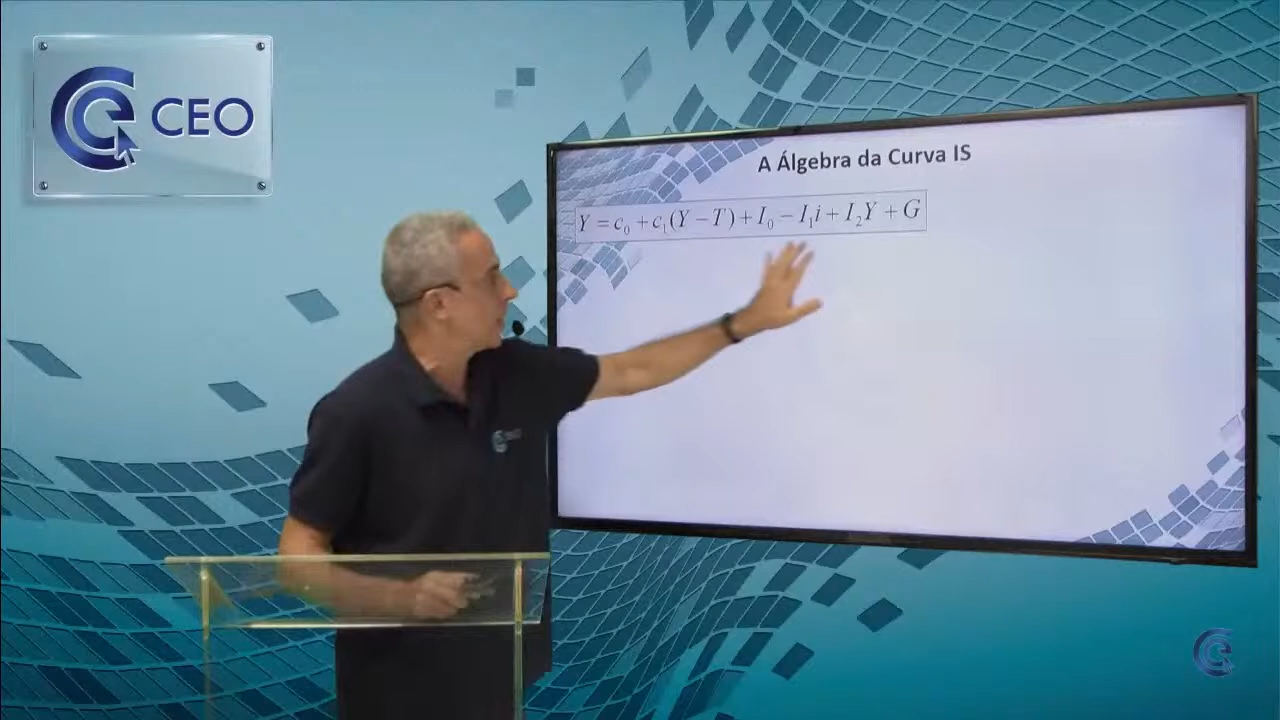 CEO
A Álgebra da Curva IS
Y = c₀ + c₁(Y − T) + I₀ − I₁i + I₂Y + G